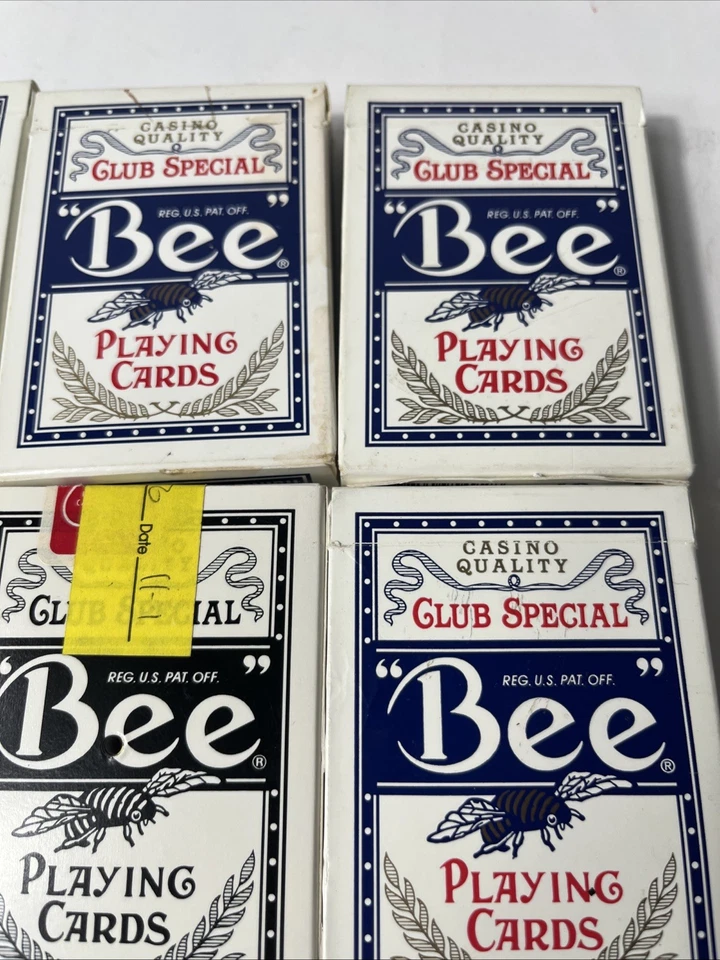 CASINO
QUALITY
CLUB SPECIAL
REG. U.S. PAT. OFF.
“Bee”®
PLAYING
CARDS
CASINO
QUALITY
CLUB SPECIAL
REG. U.S. PAT. OFF.
“Bee”®
PLAYING
CARDS
Date 11-1
CLUB SPECIAL
REG. U.S. PAT. OFF.
“Bee”®
PLAYING
CARDS
CASINO
QUALITY
CLUB SPECIAL
REG. U.S. PAT. OFF.
“Bee”®
PLAYING
CARDS